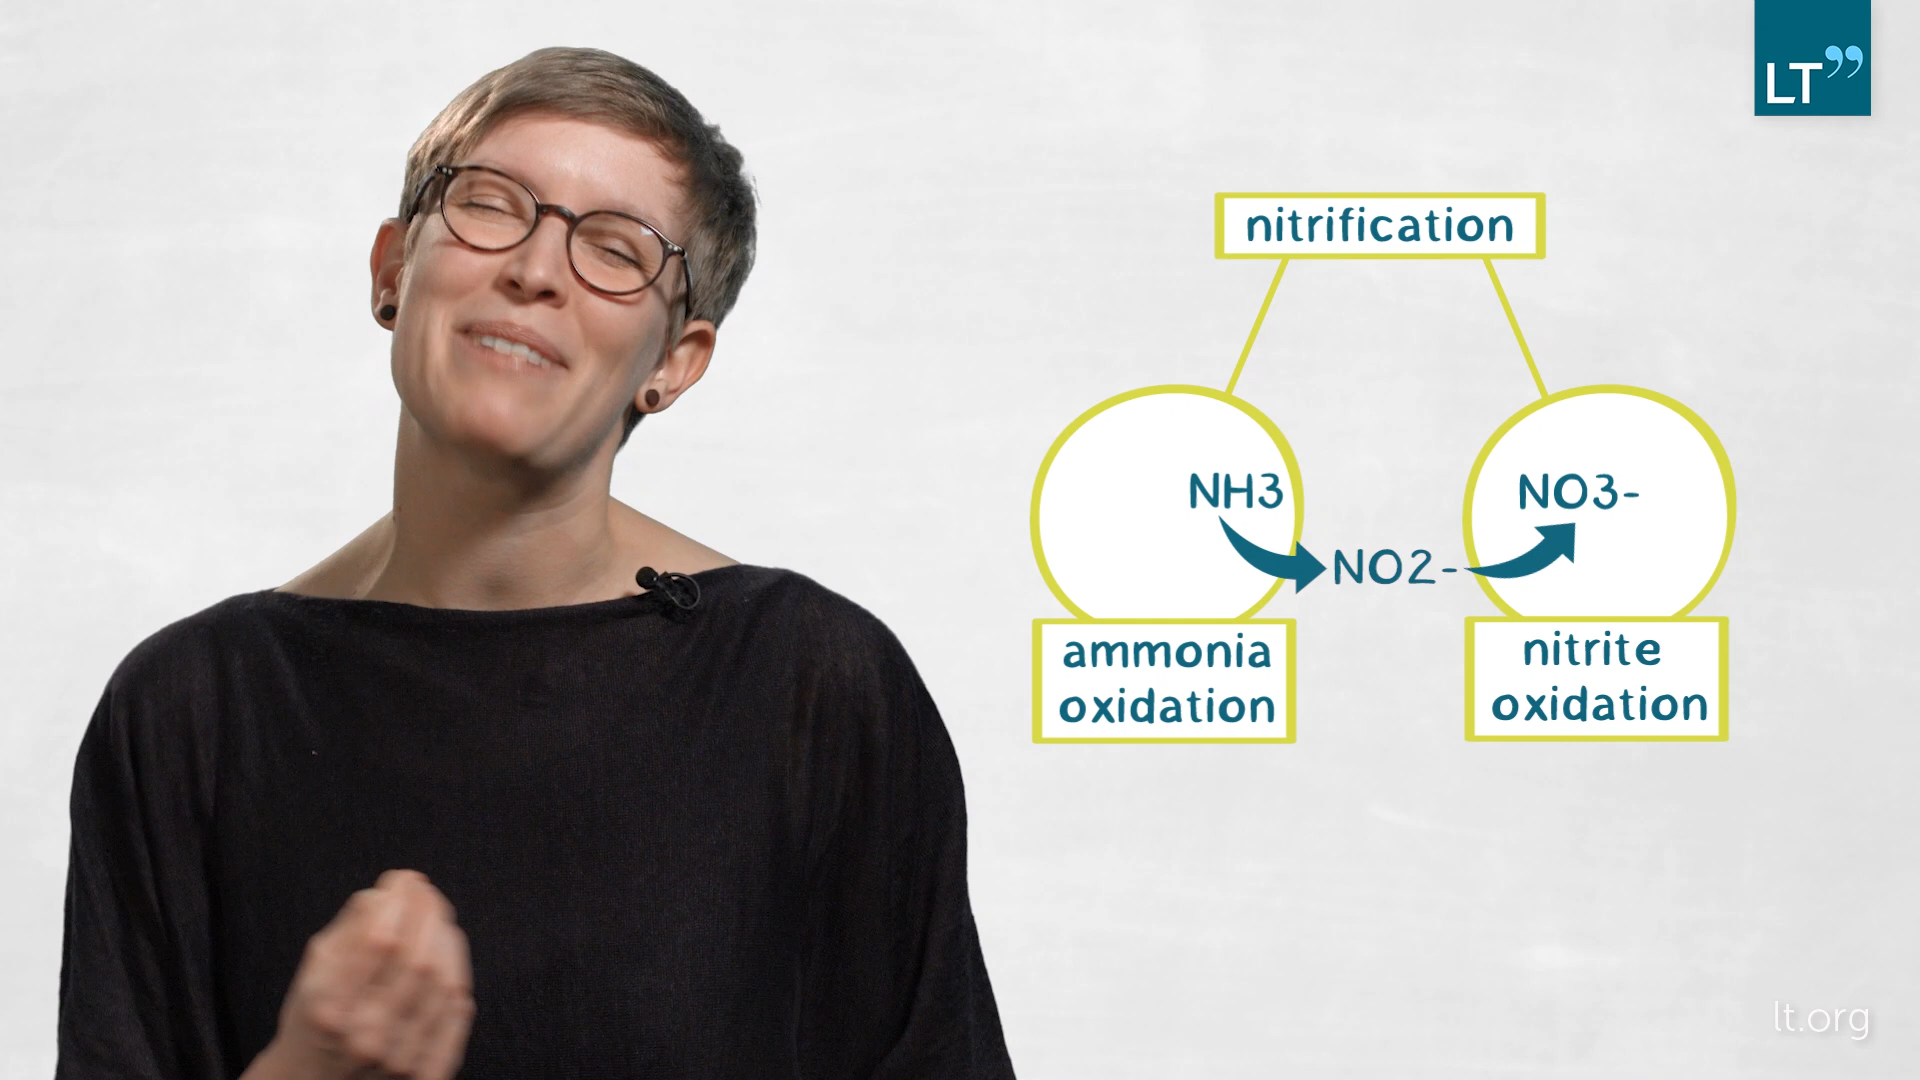 LT”
nitrification
NH3
NO3-
NO2-
ammonia
oxidation
nitrite
oxidation
lt.org